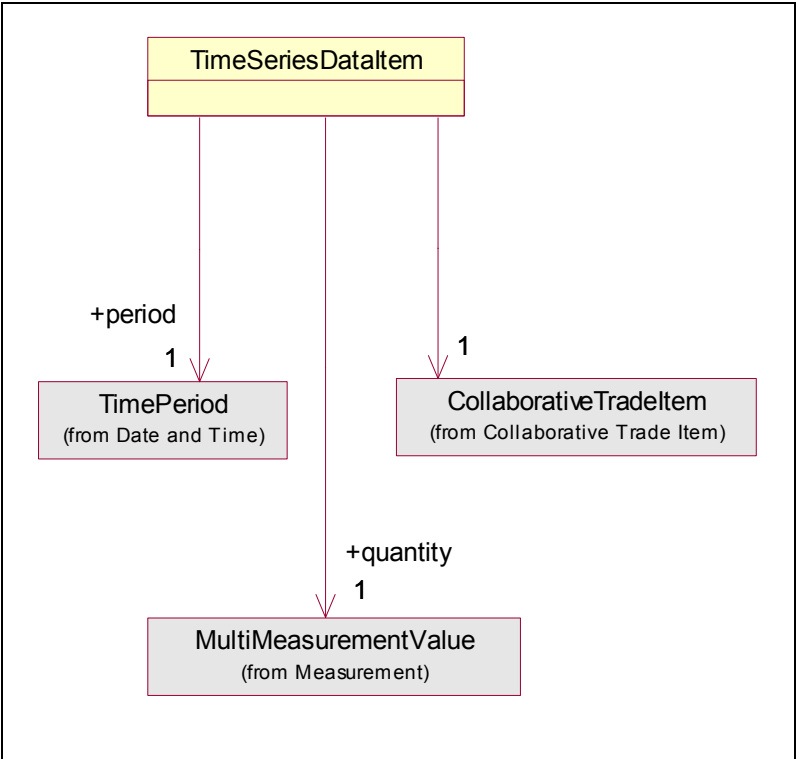 TimeSeriesDataItem
+period
1
1
TimePeriod
(from Date and Time)
CollaborativeTradeItem
(from Collaborative Trade Item)
+quantity
1
MultiMeasurementValue
(from Measurement)